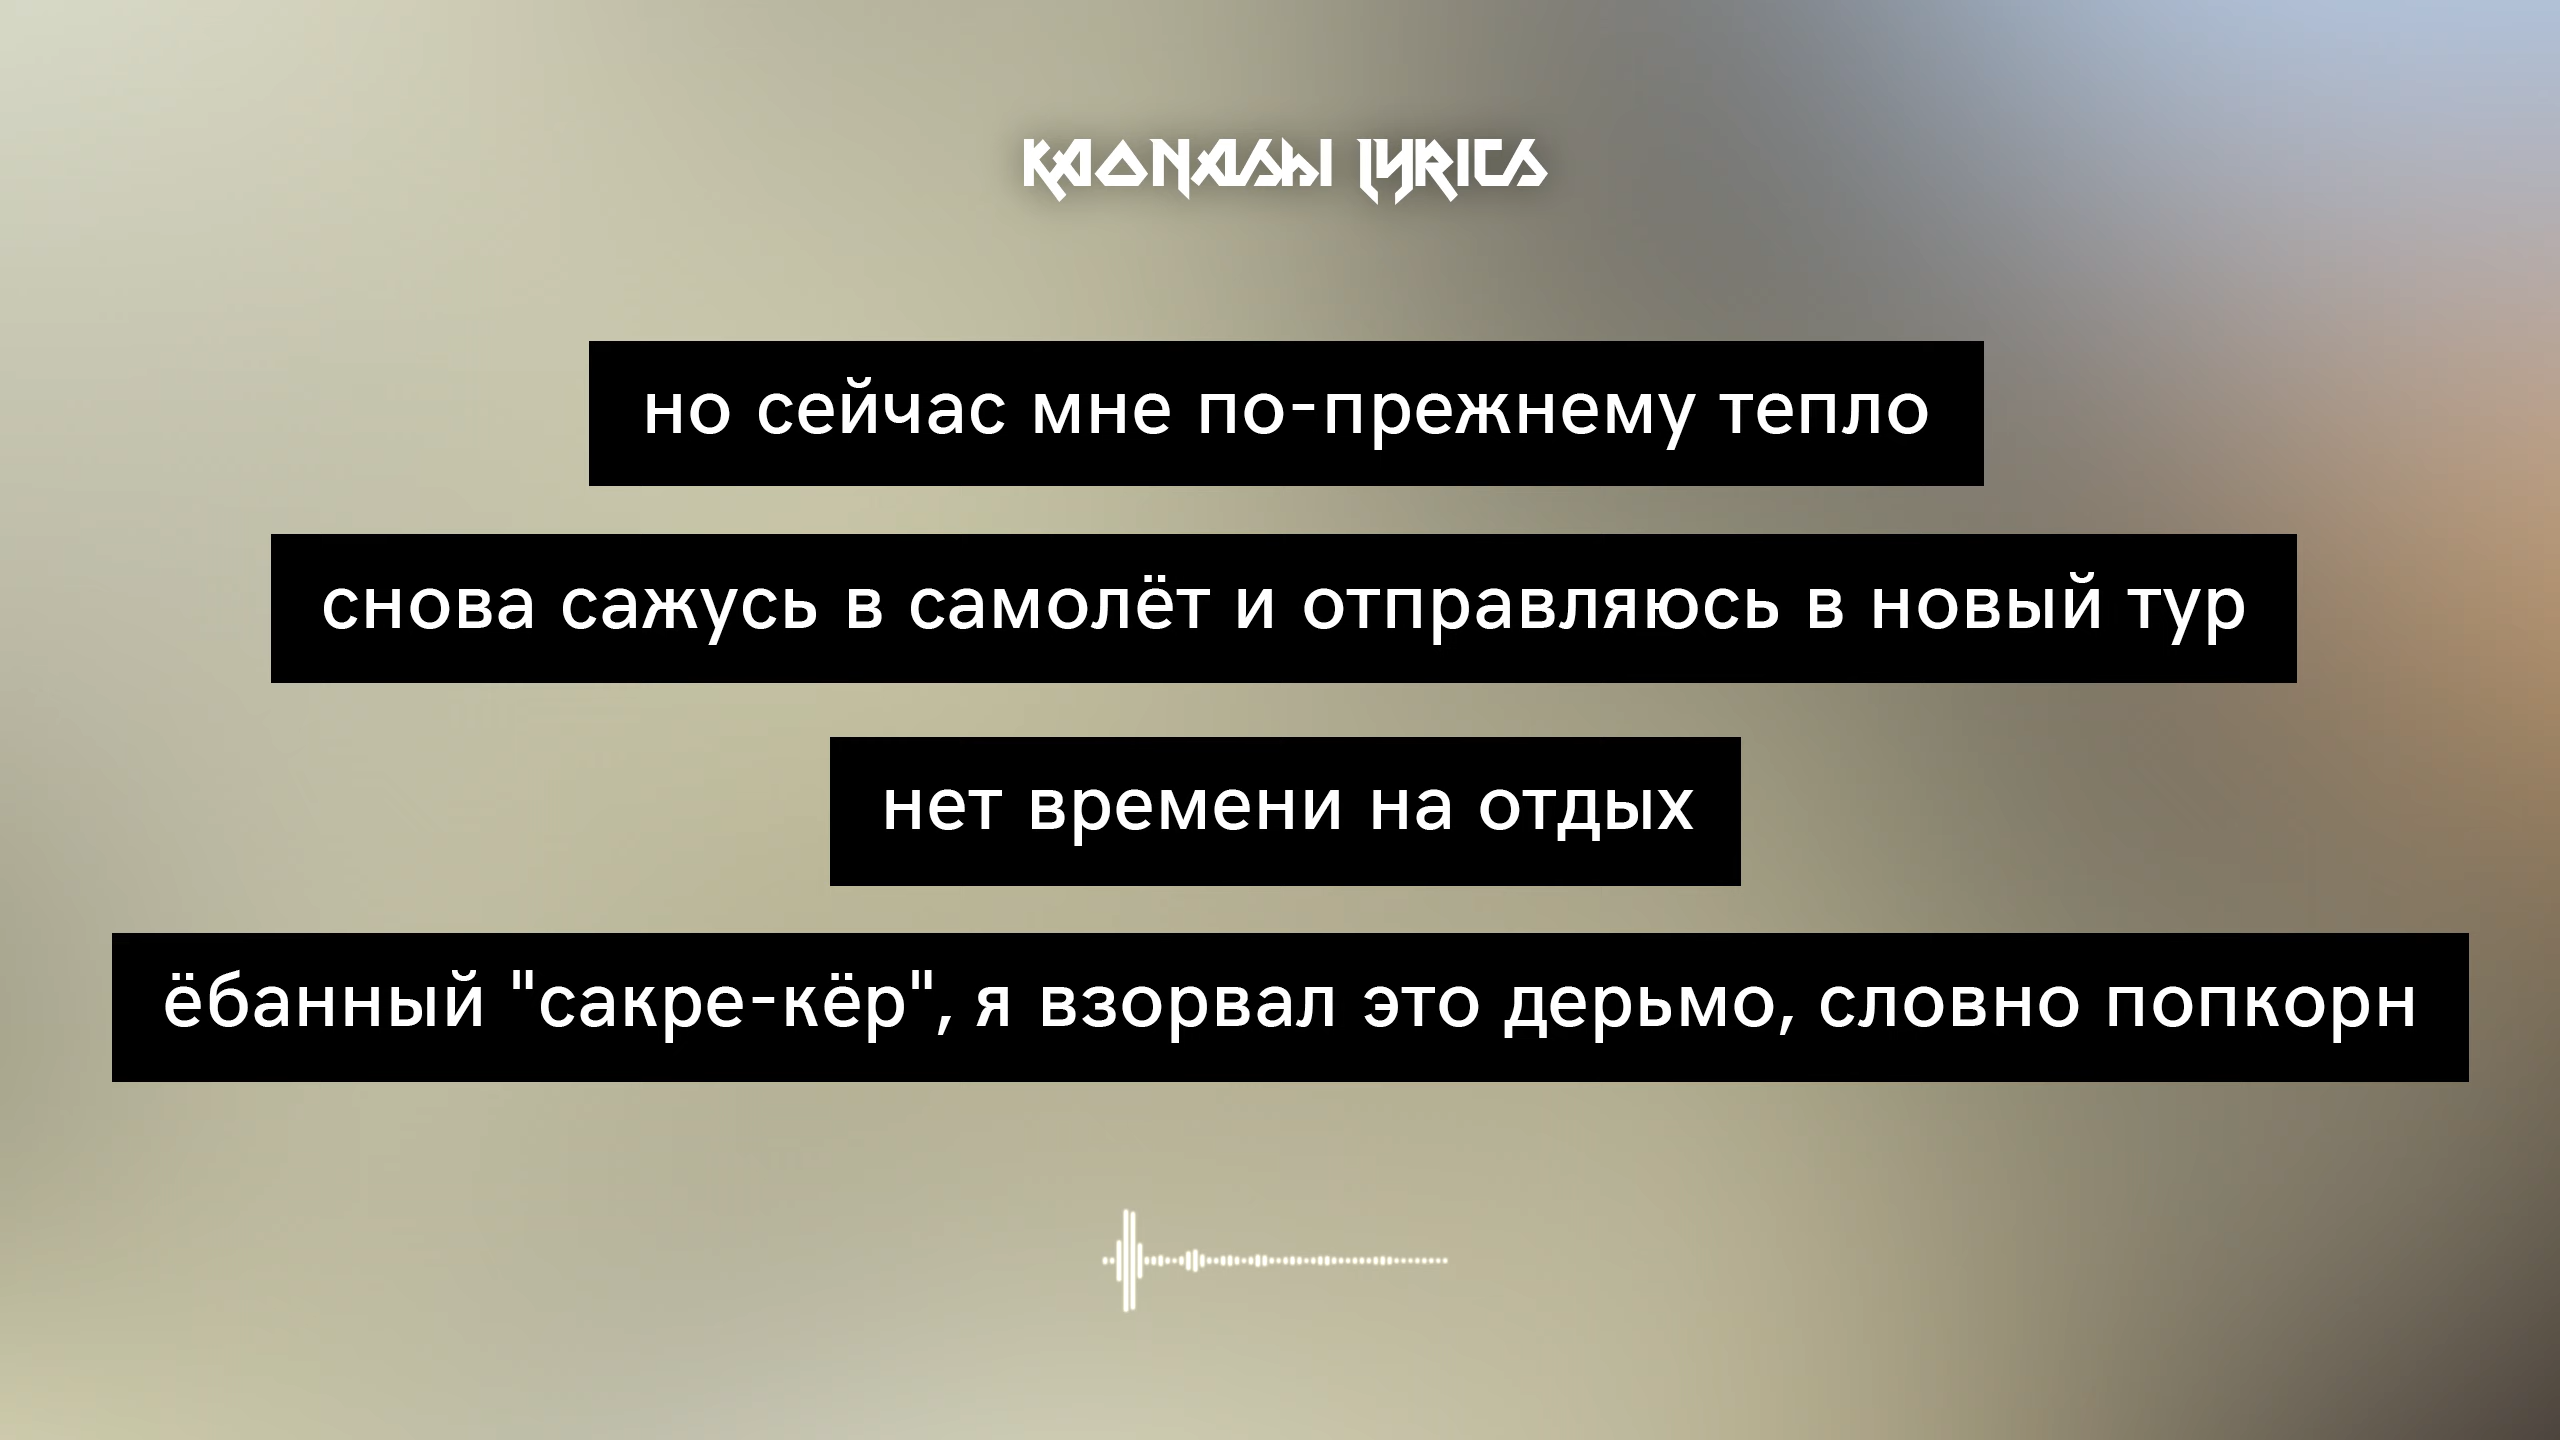 KAONASHI LYRICS
но сейчас мне по-прежнему тепло
снова сажусь в самолёт и отправляюсь в новый тур
нет времени на отдых
ёбанный "сакре-кёр", я взорвал это дерьмо, словно попкорн